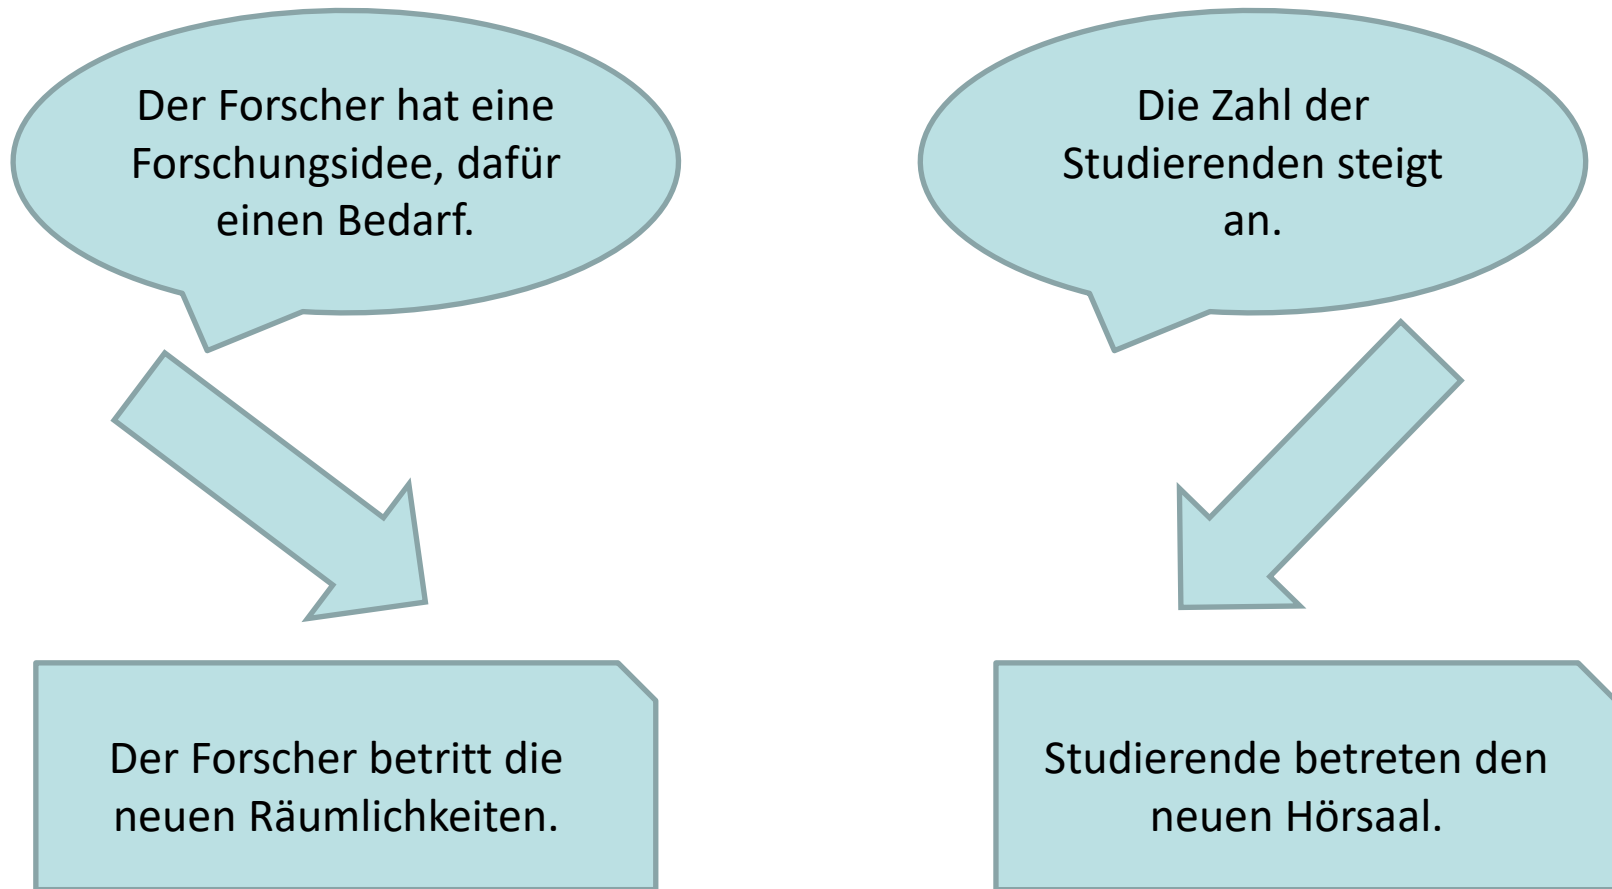 Der Forscher hat eine
Forschungsidee, dafür
einen Bedarf.
Die Zahl der
Studierenden steigt
an.
Der Forscher betritt die
neuen Räumlichkeiten.
Studierende betreten den
neuen Hörsaal.